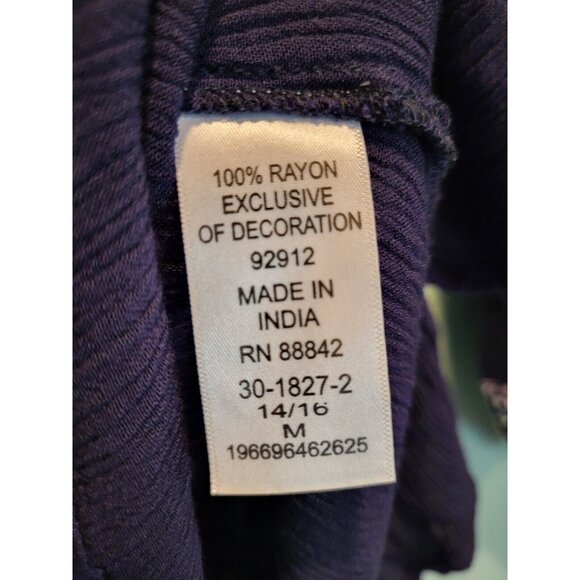 100% RAYON
EXCLUSIVE
OF DECORATION
92912
MADE IN
INDIA
RN 88842
30-1827-2
14/16
M
196696462625